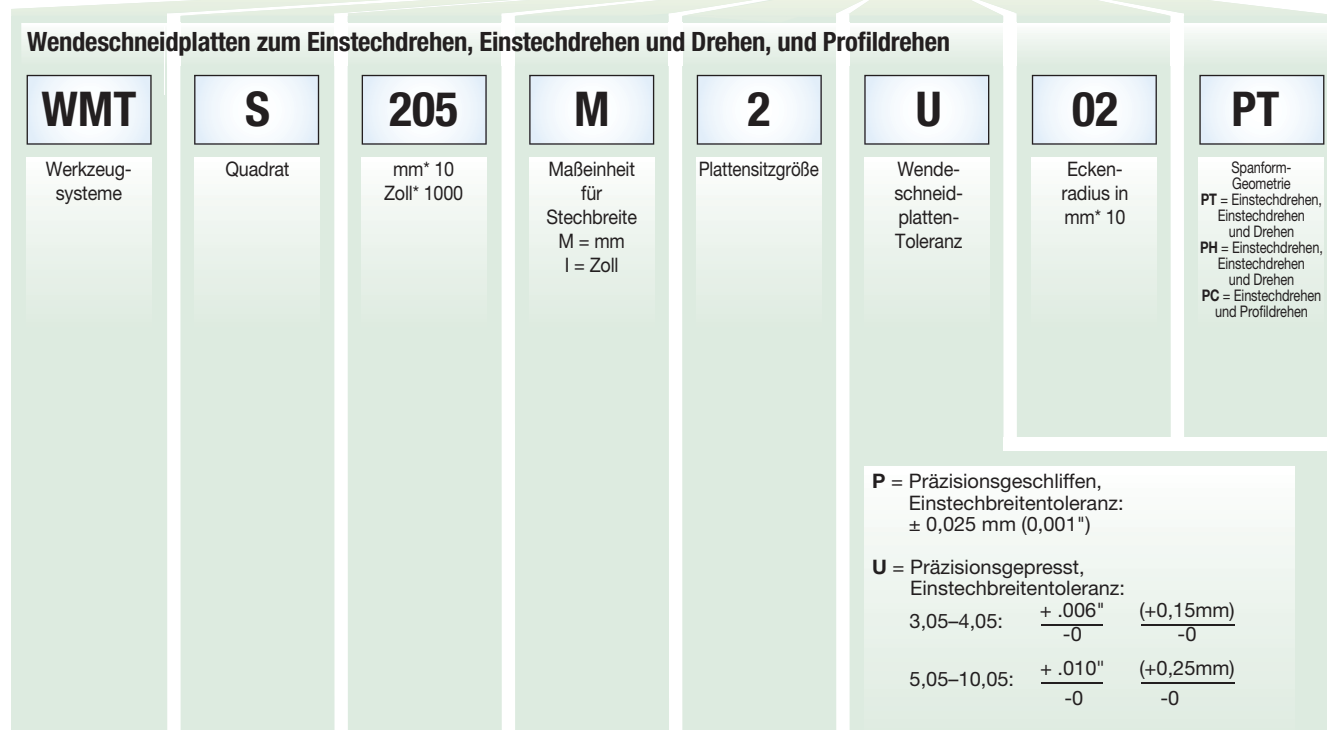 Wendeschneidplatten zum Einstechdrehen, Einstechdrehen und Drehen, und Profildrehen
WMT
Werkzeug-
systeme
S
Quadrat
205
mm* 10
Zoll* 1000
M
Maßeinheit
für
Stechbreite
M = mm
I = Zoll
2
Plattensitzgröße
U
Wende-
schneid-
platten-
Toleranz
02
Ecken-
radius in
mm* 10
PT
Spanform-
Geometrie
PT = Einstechdrehen,
Einstechdrehen
und Drehen
PH = Einstechdrehen,
Einstechdrehen
und Drehen
PC = Einstechdrehen
und Profildrehen
P = Präzisionsgeschliffen,
Einstechbreitentoleranz:
± 0,025 mm (0,001")
U = Präzisionsgepresst,
Einstechbreitentoleranz:
3,05–4,05: + .006" (+0,15mm)
-0 -0
5,05–10,05: + .010" (+0,25mm)
-0 -0